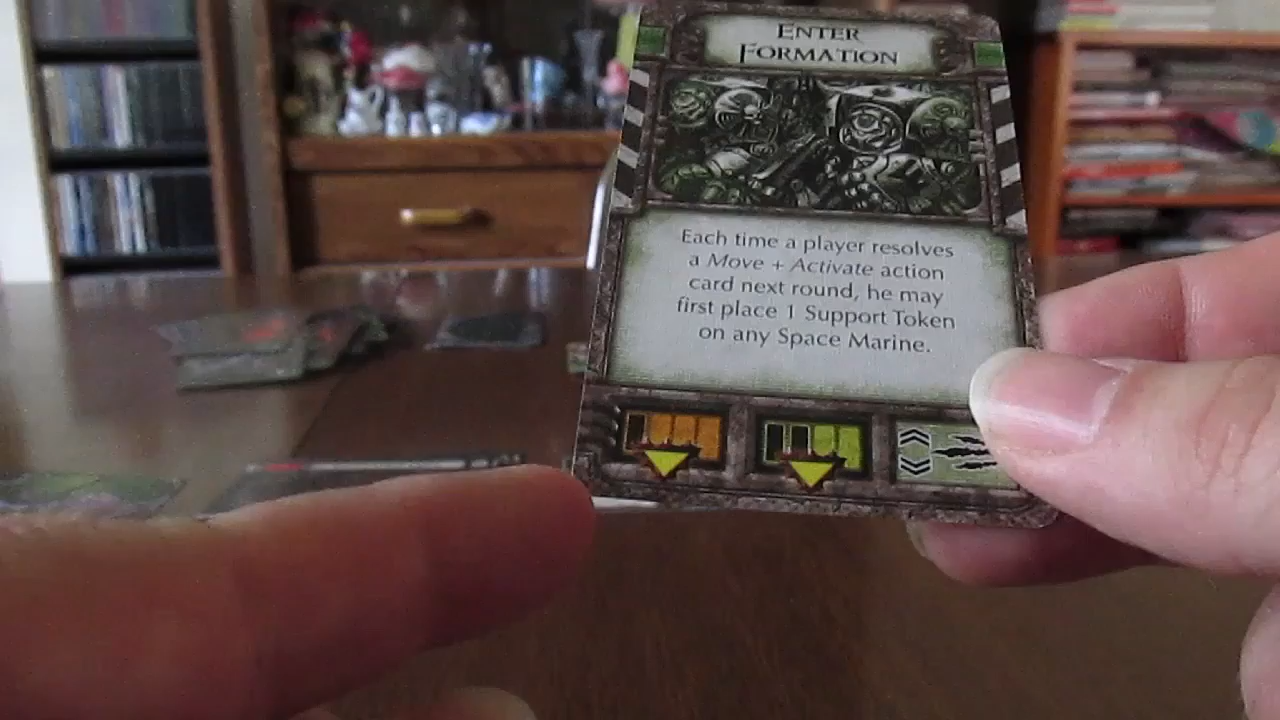 ENTER
FORMATION
Each time a player resolves
a Move + Activate action
card next round, he may
first place 1 Support Token
on any Space Marine.